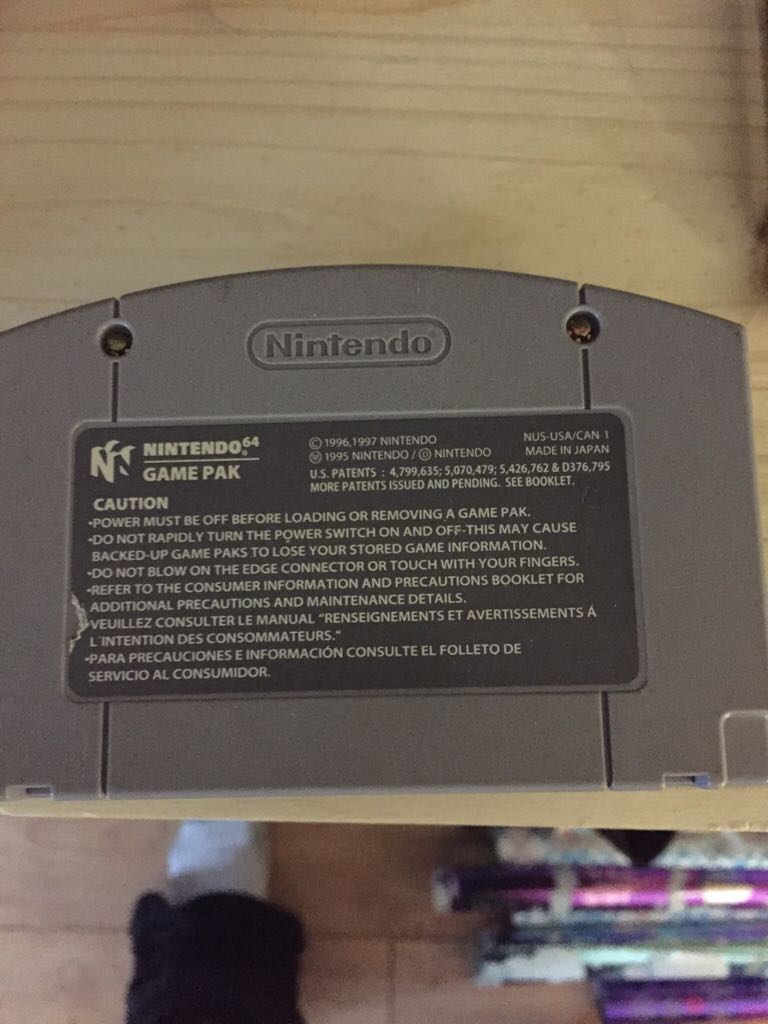 Nintendo®
NINTENDO⁶⁴
GAME PAK
©1996,1997 NINTENDO
Ⓜ 1995 NINTENDO / Ⓓ NINTENDO
NUS-USA/CAN 1
MADE IN JAPAN
U.S. PATENTS : 4,799,635; 5,070,479; 5,426,762 & D376,795
MORE PATENTS ISSUED AND PENDING. SEE BOOKLET.
CAUTION
•POWER MUST BE OFF BEFORE LOADING OR REMOVING A GAME PAK.
•DO NOT RAPIDLY TURN THE POWER SWITCH ON AND OFF-THIS MAY CAUSE
BACKED-UP GAME PAKS TO LOSE YOUR STORED GAME INFORMATION.
•DO NOT BLOW ON THE EDGE CONNECTOR OR TOUCH WITH YOUR FINGERS.
•REFER TO THE CONSUMER INFORMATION AND PRECAUTIONS BOOKLET FOR
ADDITIONAL PRECAUTIONS AND MAINTENANCE DETAILS.
VEUILLEZ CONSULTER LE MANUAL "RENSEIGNEMENTS ET AVERTISSEMENTS Á
L'INTENTION DES CONSOMMATEURS."
•PARA PRECAUCIONES E INFORMACIÓN CONSULTE EL FOLLETO DE
SERVICIO AL CONSUMIDOR.